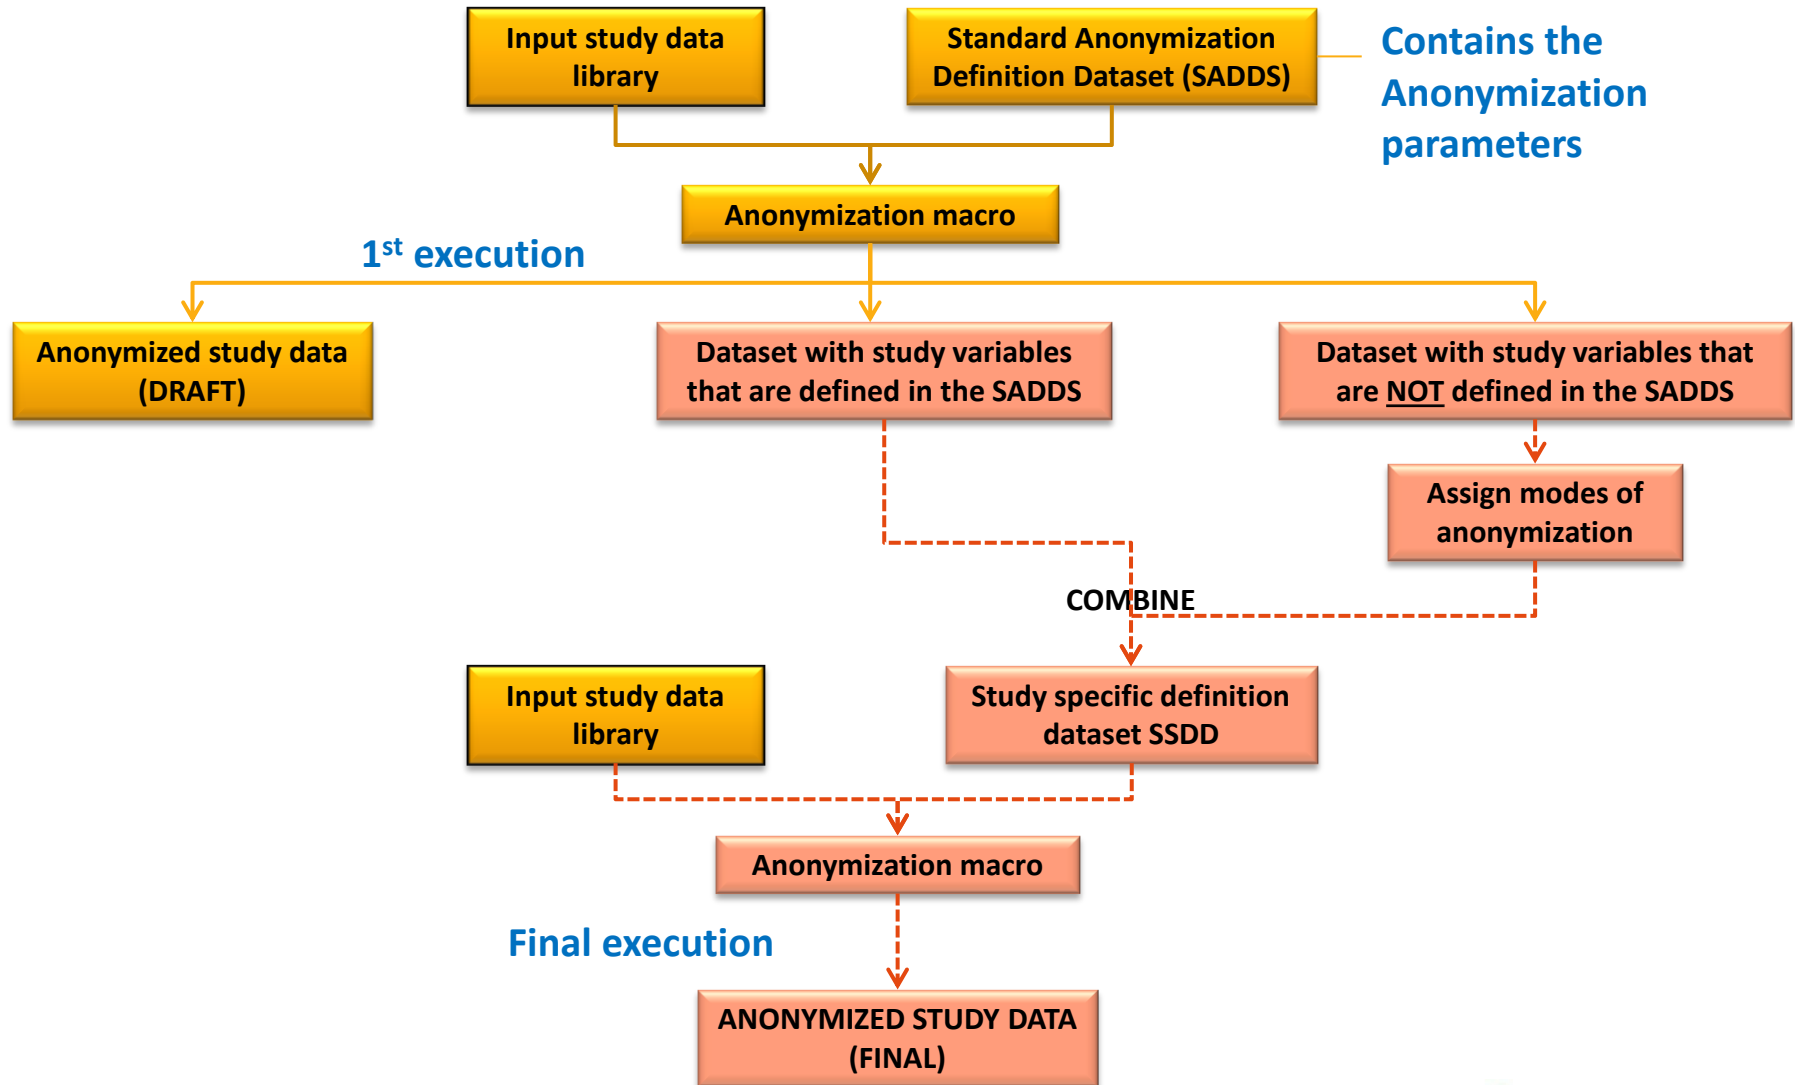 Input study data
library
Standard Anonymization
Definition Dataset (SADDS)
Contains the
Anonymization
parameters
Anonymization macro
1st execution
Anonymized study data
(DRAFT)
Dataset with study variables
that are defined in the SADDS
Dataset with study variables that
are NOT defined in the SADDS
Assign modes of
anonymization
COMBINE
Input study data
library
Study specific definition
dataset SSDD
Anonymization macro
Final execution
ANONYMIZED STUDY DATA
(FINAL)